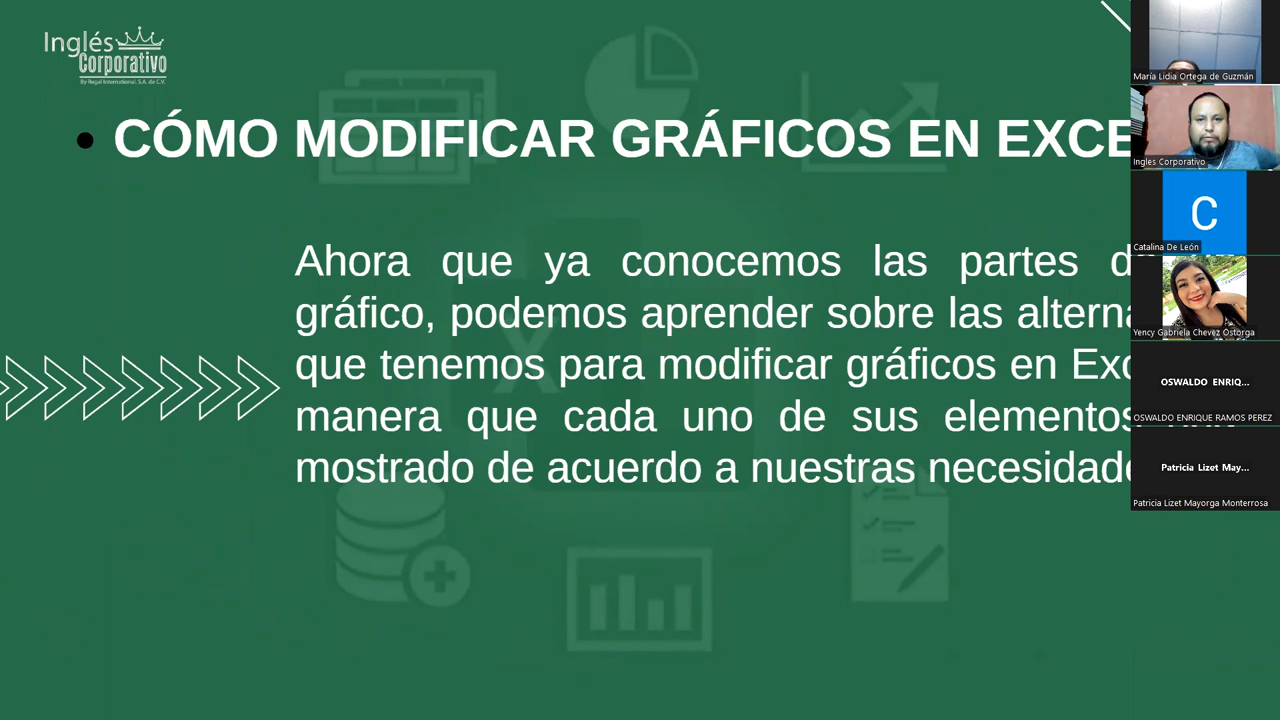 Inglés
Corporativo
By Regal International, S.A. de C.V.
• CÓMO MODIFICAR GRÁFICOS EN EXCE
Ahora que ya conocemos las partes d
gráfico, podemos aprender sobre las alterna
que tenemos para modificar gráficos en Exc
manera que cada uno de sus elementos
mostrado de acuerdo a nuestras necesidade
María Lidia Ortega de Guzmán
Ingles Corporativo
C
Catalina De León
Yency Gabriela Chevez Ostorga
OSWALDO ENRIQ...
OSWALDO ENRIQUE RAMOS PEREZ
Patricia Lizet May...
Patricia Lizet Mayorga Monterrosa